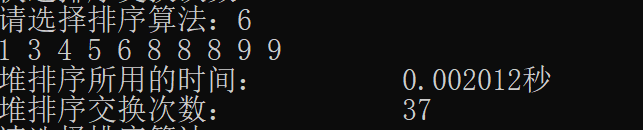 请选择排序算法：6
1 3 4 5 6 8 8 8 9 9
堆排序所用的时间：	0.002012秒
堆排序交换次数：	37